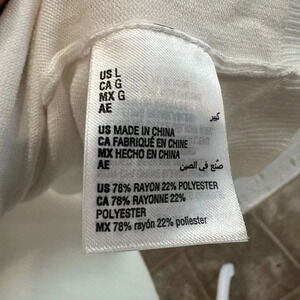 US L
CA G
MX G
AE كبير
US MADE IN CHINA
CA FABRIQUÉ EN CHINE
MX HECHO EN CHINA
AE صنع في الصين
US 78% RAYON 22% POLYESTER
CA 78% RAYONNE 22%
POLYESTER
MX 78% rayón 22% poliester